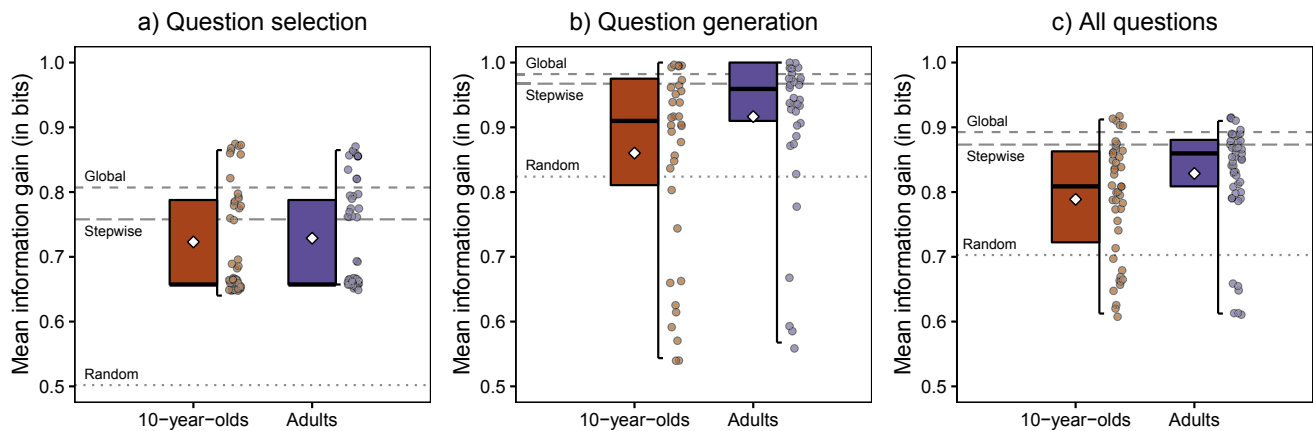 a) Question selection
Mean information gain (in bits)
1.0
0.9
0.8
0.7
0.6
0.5
Global
Stepwise
Random
10−year−olds
Adults
b) Question generation
Mean information gain (in bits)
1.0
0.9
0.8
0.7
0.6
0.5
Global
Stepwise
Random
10−year−olds
Adults
c) All questions
Mean information gain (in bits)
1.0
0.9
0.8
0.7
0.6
0.5
Global
Stepwise
Random
10−year−olds
Adults